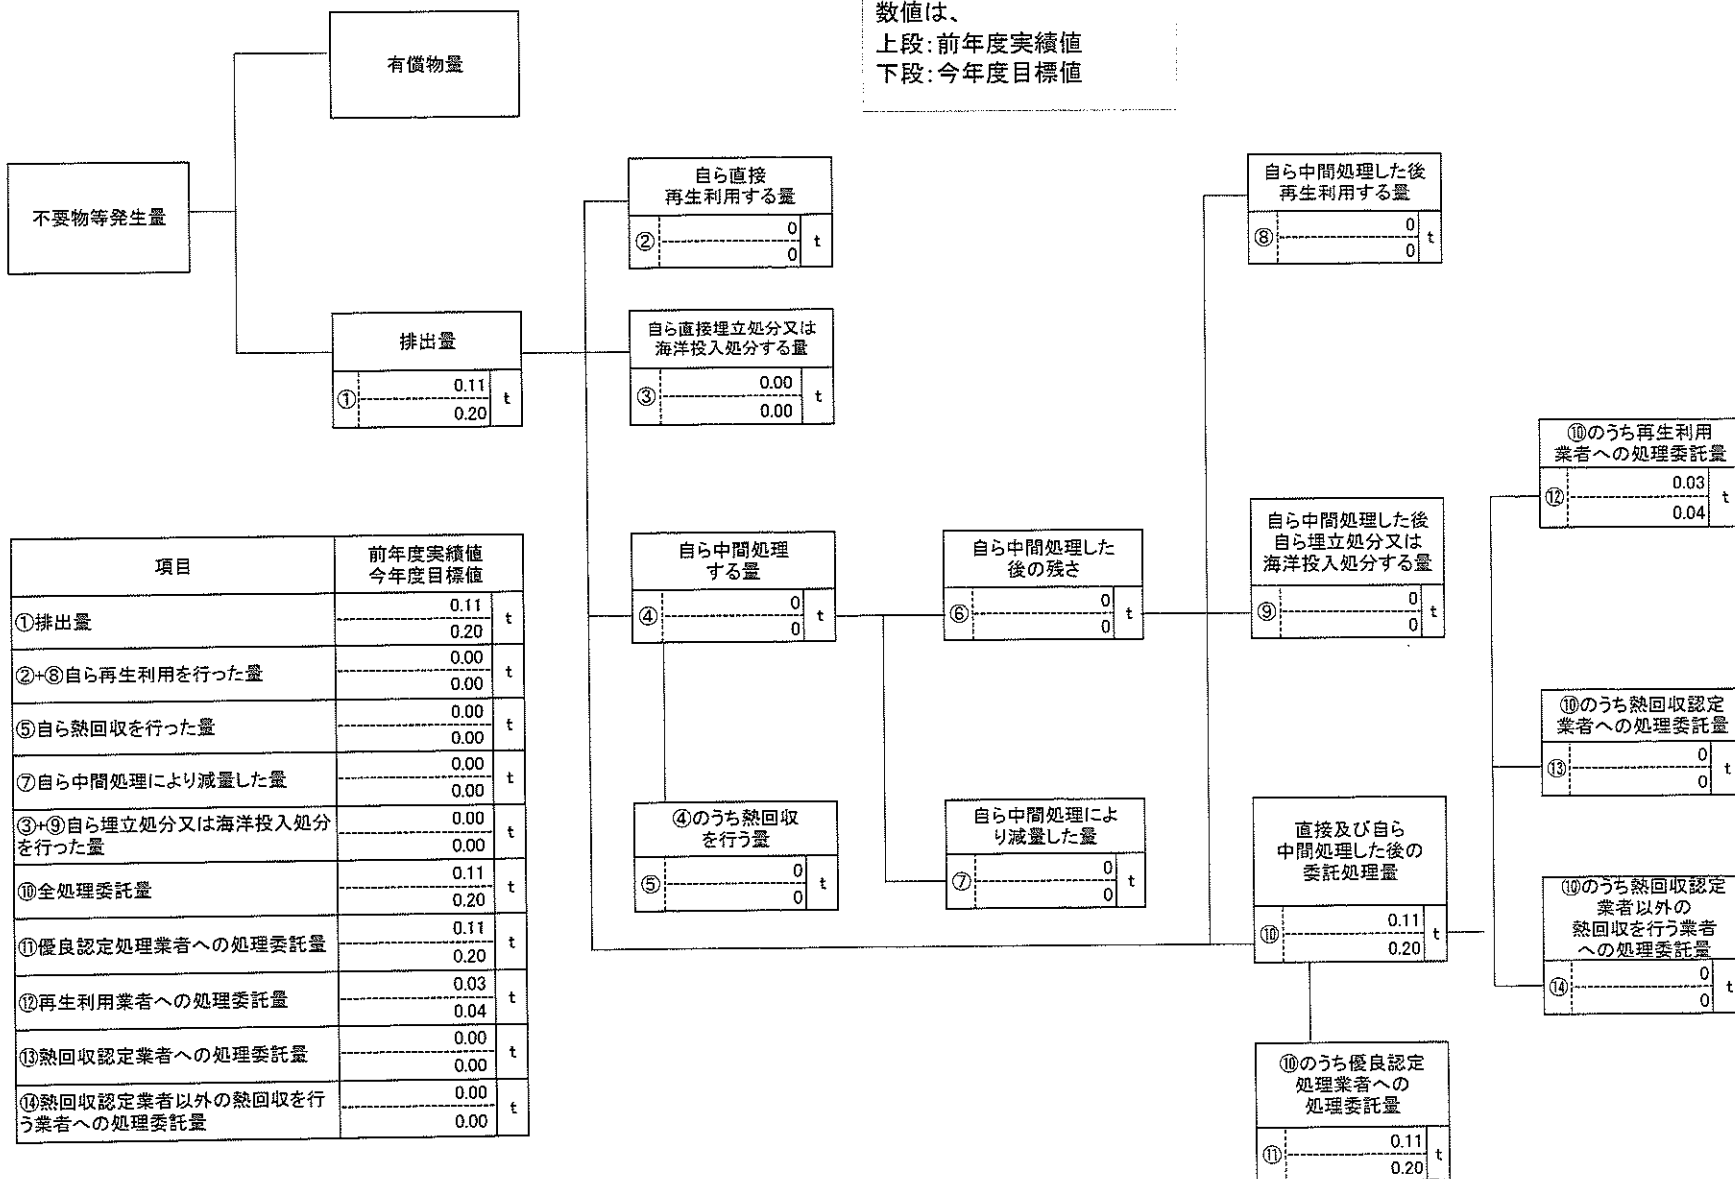 数値は、
上段：前年度実績値
下段：今年度目標値
有償物量
不要物等発生量
排出量
①
0.11
0.20
t
自ら直接
再生利用する量
②
0
0
t
自ら直接埋立処分又は
海洋投入処分する量
③
0.00
0.00
t
自ら中間処理
する量
④
0
0
t
④のうち熱回収
を行う量
⑤
0
0
t
自ら中間処理した
後の残さ
⑥
0
0
t
自ら中間処理によ
り減量した量
⑦
0
0
t
自ら中間処理した後
再生利用する量
⑧
0
0
t
自ら中間処理した後
自ら埋立処分又は
海洋投入処分する量
⑨
0
0
t
直接及び自ら
中間処理した後の
委託処理量
⑩
0.11
0.20
t
⑩のうち優良認定
処理業者への
処理委託量
⑪
0.11
0.20
t
⑩のうち再生利用
業者への処理委託量
⑫
0.03
0.04
t
⑩のうち熱回収認定
業者への処理委託量
⑬
0
0
t
⑩のうち熱回収認定
業者以外の
熱回収を行う業者
への処理委託量
⑭
0
0
t
項目
前年度実績値
今年度目標値
①排出量
0.11
0.20
t
②+⑧自ら再生利用を行った量
0.00
0.00
t
⑤自ら熱回収を行った量
0.00
0.00
t
⑦自ら中間処理により減量した量
0.00
0.00
t
③+⑨自ら埋立処分又は海洋投入処分
を行った量
0.00
0.00
t
⑩全処理委託量
0.11
0.20
t
⑪優良認定処理業者への処理委託量
0.11
0.20
t
⑫再生利用業者への処理委託量
0.03
0.04
t
⑬熱回収認定業者への処理委託量
0.00
0.00
t
⑭熱回収認定業者以外の熱回収を行
う業者への処理委託量
0.00
0.00
t